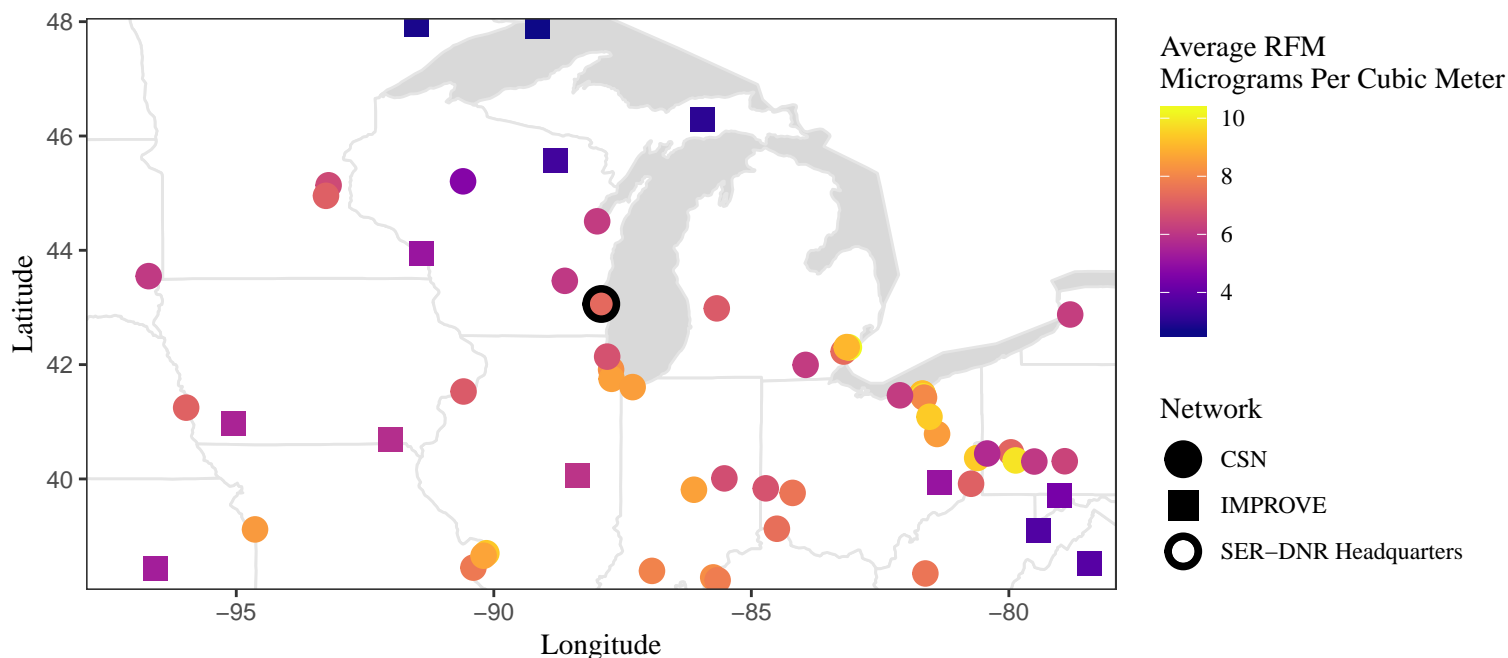 48
46
44
42
40
Latitude
−95
−90
−85
−80
Longitude
Average RFM
Micrograms Per Cubic Meter
10
8
6
4
Network
CSN
IMPROVE
SER−DNR Headquarters